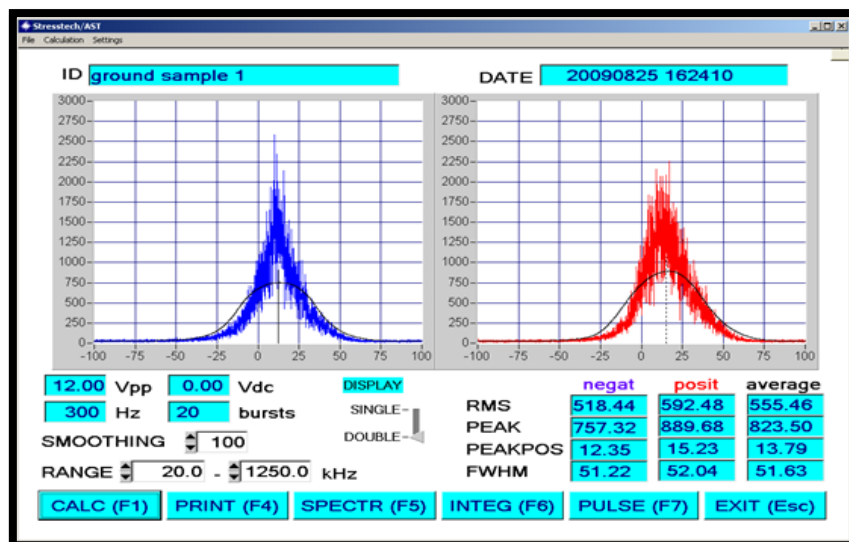 Stresstech/AST
File Calculation Settings
ID ground sample 1 DATE 20090825 162410
3000 3000
2750 2750
2500 2500
2250 2250
2000 2000
1750 1750
1500 1500
1250 1250
1000 1000
750 750
500 500
250 250
0 0
-100 -75 -50 -25 0 25 50 75 100 -100 -75 -50 -25 0 25 50 75 100
12.00 Vpp 0.00 Vdc DISPLAY negat posit average
300 Hz 20 bursts SINGLE RMS 518.44 592.48 555.46
SMOOTHING 100 DOUBLE PEAK 757.32 889.68 823.50
PEAKPOS 12.35 15.23 13.79
RANGE 20.0 - 1250.0 kHz FWHM 51.22 52.04 51.63
CALC (F1) PRINT (F4) SPECTR (F5) INTEG (F6) PULSE (F7) EXIT (Esc)